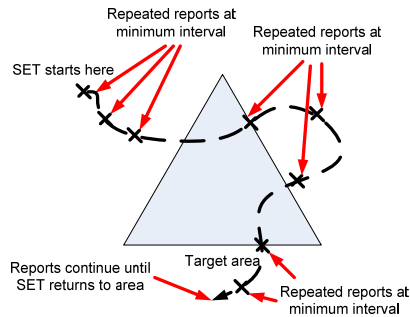 Repeated reports at
minimum interval
Repeated reports at
minimum interval
SET starts here
Target area
Reports continue until
SET returns to area
Repeated reports at
minimum interval